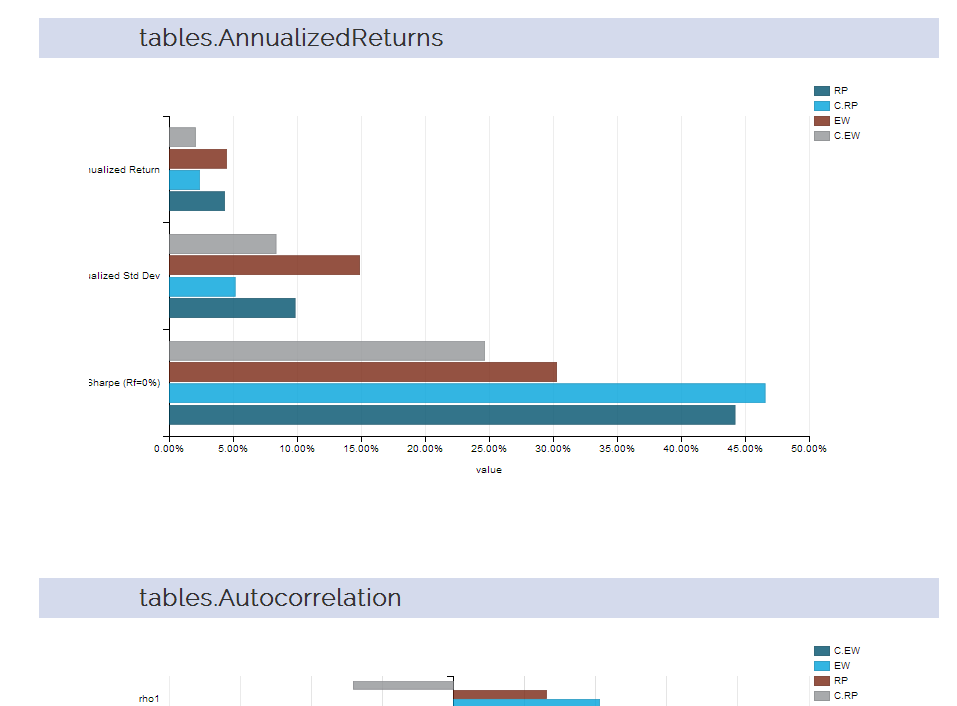 tables.AnnualizedReturns
RP
C.RP
EW
C.EW
nualized Return
alized Std Dev
Sharpe (Rf=0%)
0.00% 5.00% 10.00% 15.00% 20.00% 25.00% 30.00% 35.00% 40.00% 45.00% 50.00%
value
tables.Autocorrelation
C.EW
EW
RP
C.RP
rho1